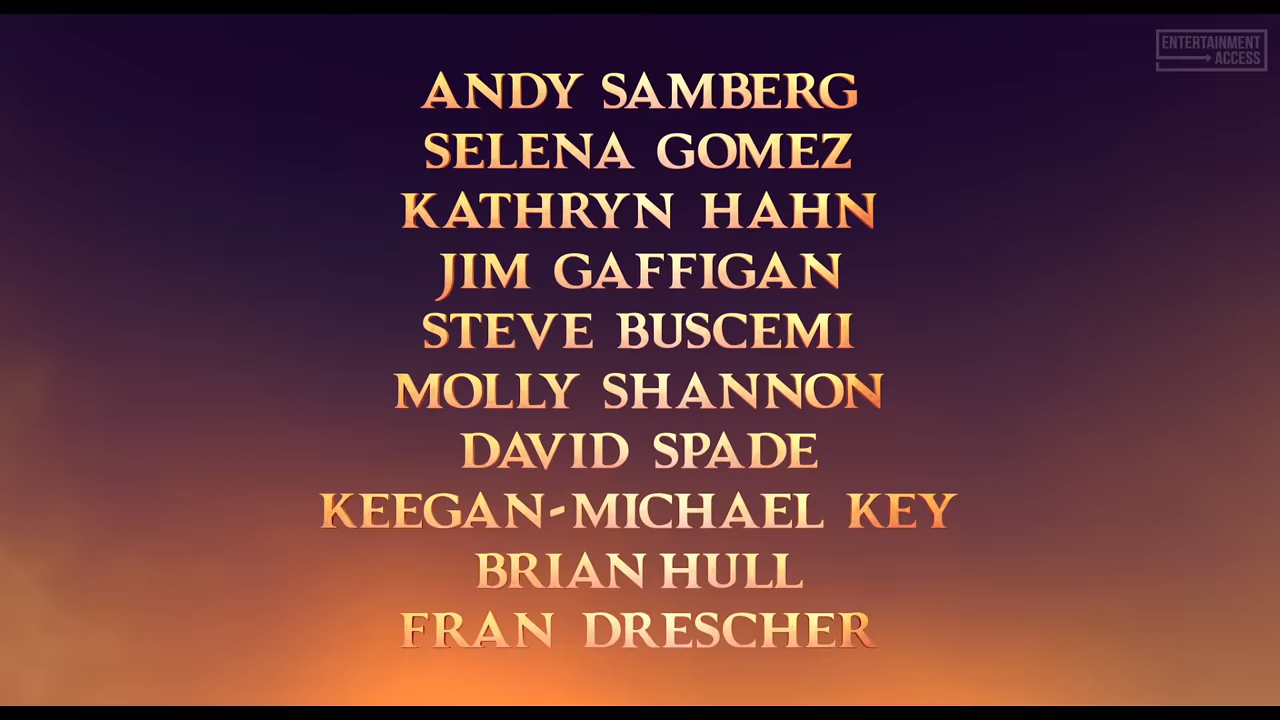 ENTERTAINMENT
ACCESS
ANDY SAMBERG
SELENA GOMEZ
KATHRYN HAHN
JIM GAFFIGAN
STEVE BUSCEMI
MOLLY SHANNON
DAVID SPADE
KEEGAN-MICHAEL KEY
BRIAN HULL
FRAN DRESCHER